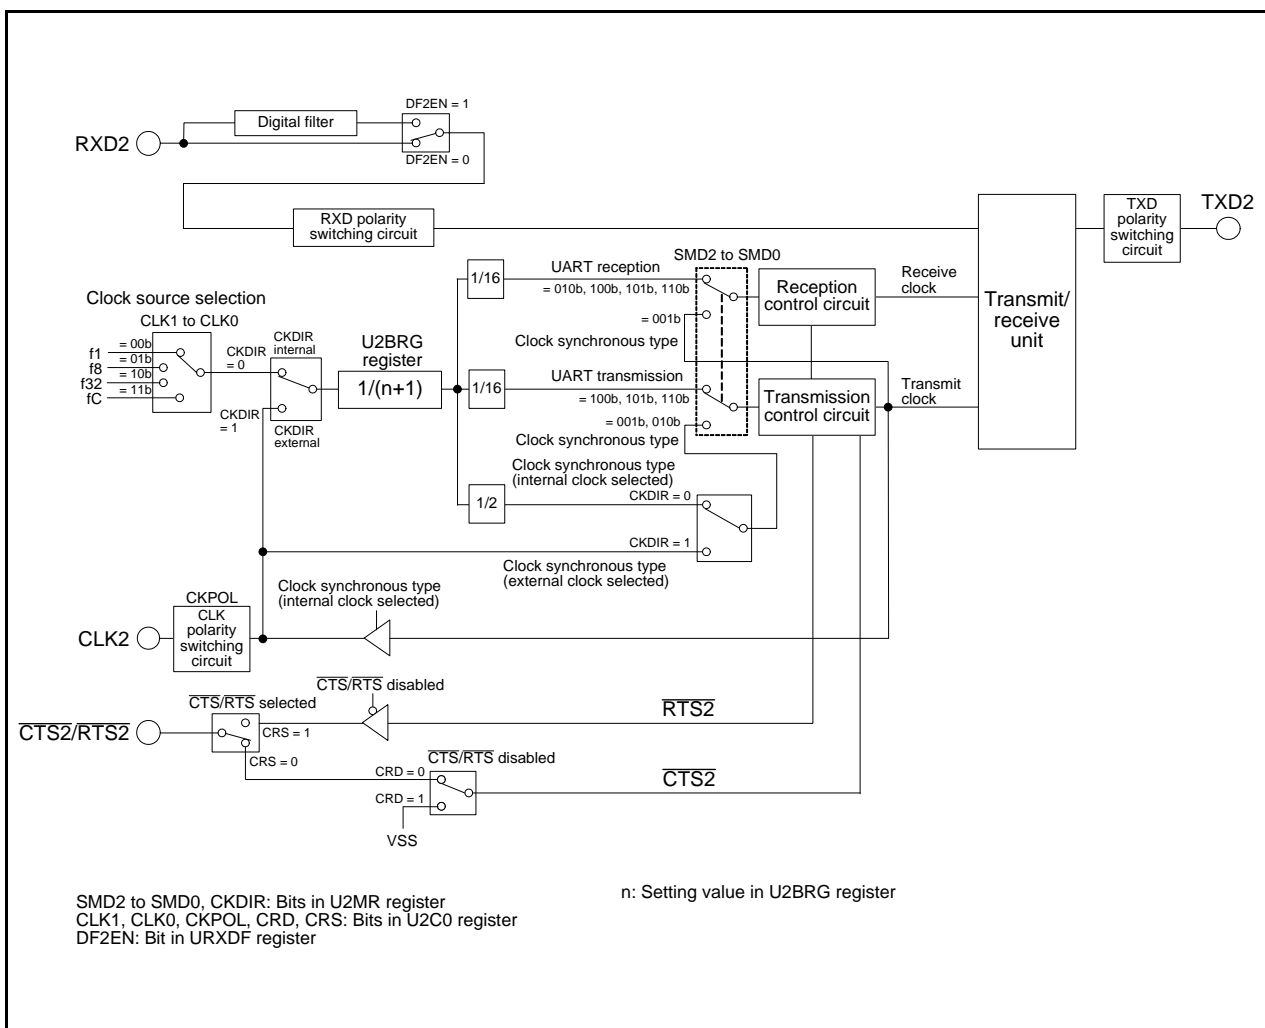 DF2EN = 1
Digital filter
RXD2
DF2EN = 0
RXD polarity
switching circuit
TXD
polarity
switching
circuit
TXD2
SMD2 to SMD0
1/16
UART reception
= 010b, 100b, 101b, 110b
Reception
control circuit
Receive
clock
Transmit/
receive
unit
Clock source selection
CLK1 to CLK0
f1
= 00b
f8
= 01b
f32
= 10b
fC
= 11b
CKDIR
= 0
CKDIR
internal
CKDIR
= 1
CKDIR
external
U2BRG
register
1/(n+1)
= 001b
Clock synchronous type
1/16
UART transmission
= 100b, 101b, 110b
Transmission
control circuit
Transmit
clock
= 001b, 010b
Clock synchronous type
Clock synchronous type
(internal clock selected)
1/2
CKDIR = 0
CKDIR = 1
Clock synchronous type
(external clock selected)
Clock synchronous type
(internal clock selected)
CKPOL
CLK
polarity
switching
circuit
CLK2
CTS/RTS disabled
CTS/RTS selected
CTS2/RTS2
CRS = 1
CRS = 0
RTS2
CTS/RTS disabled
CRD = 0
CRD = 1
CTS2
VSS
SMD2 to SMD0, CKDIR: Bits in U2MR register
CLK1, CLK0, CKPOL, CRD, CRS: Bits in U2C0 register
DF2EN: Bit in URXDF register
n: Setting value in U2BRG register